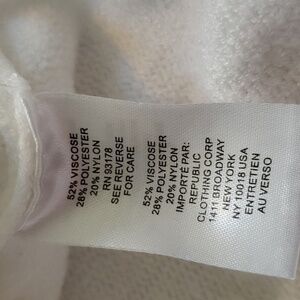 52% VISCOSE
28% POLYESTER
20% NYLON
RN 93178
SEE REVERSE
FOR CARE
52% VISCOSE
28% POLYESTER
20% NYLON
IMPORTÉ PAR:
REPUBLIC
CLOTHING CORP
1411 BROADWAY
NEW YORK
NY 10018 USA
ENTRETIEN
AU VERSO